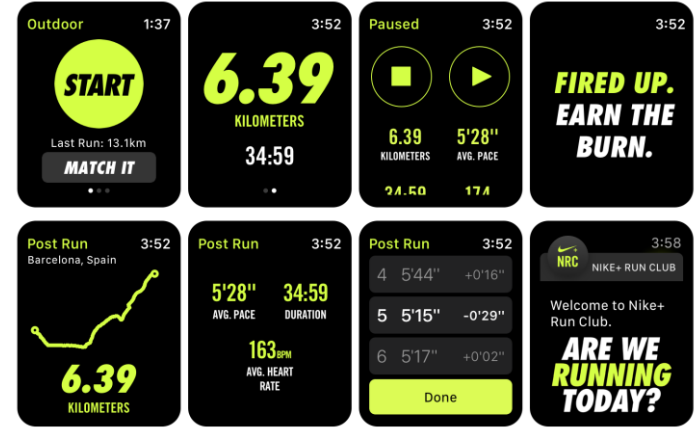 Outdoor 1:37
START
Last Run: 13.1km
MATCH IT
3:52
6.39
KILOMETERS
34:59
Paused 3:52
6.39 5'28"
KILOMETERS AVG. PACE
34:59 174
3:52
FIRED UP.
EARN THE
BURN.
Post Run 3:52
Barcelona, Spain
6.39
KILOMETERS
Post Run 3:52
5'28" 34:59
AVG. PACE DURATION
163BPM
AVG. HEART
RATE
Post Run 3:52
4 5'44" +0'16"
5 5'15" -0'29"
6 5'17" +0'02"
Done
3:58
NRC
NIKE+ RUN CLUB
Welcome to Nike+
Run Club.
ARE WE
RUNNING
TODAY?